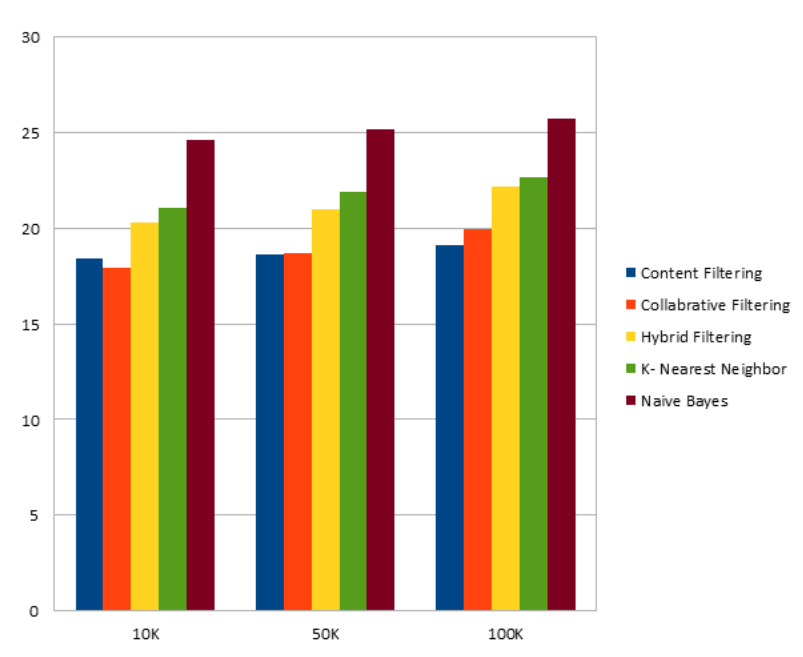 30
25
20
15
10
5
0
10K
50K
100K
Content Filtering
Collabrative Filtering
Hybrid Filtering
K- Nearest Neighbor
Naive Bayes